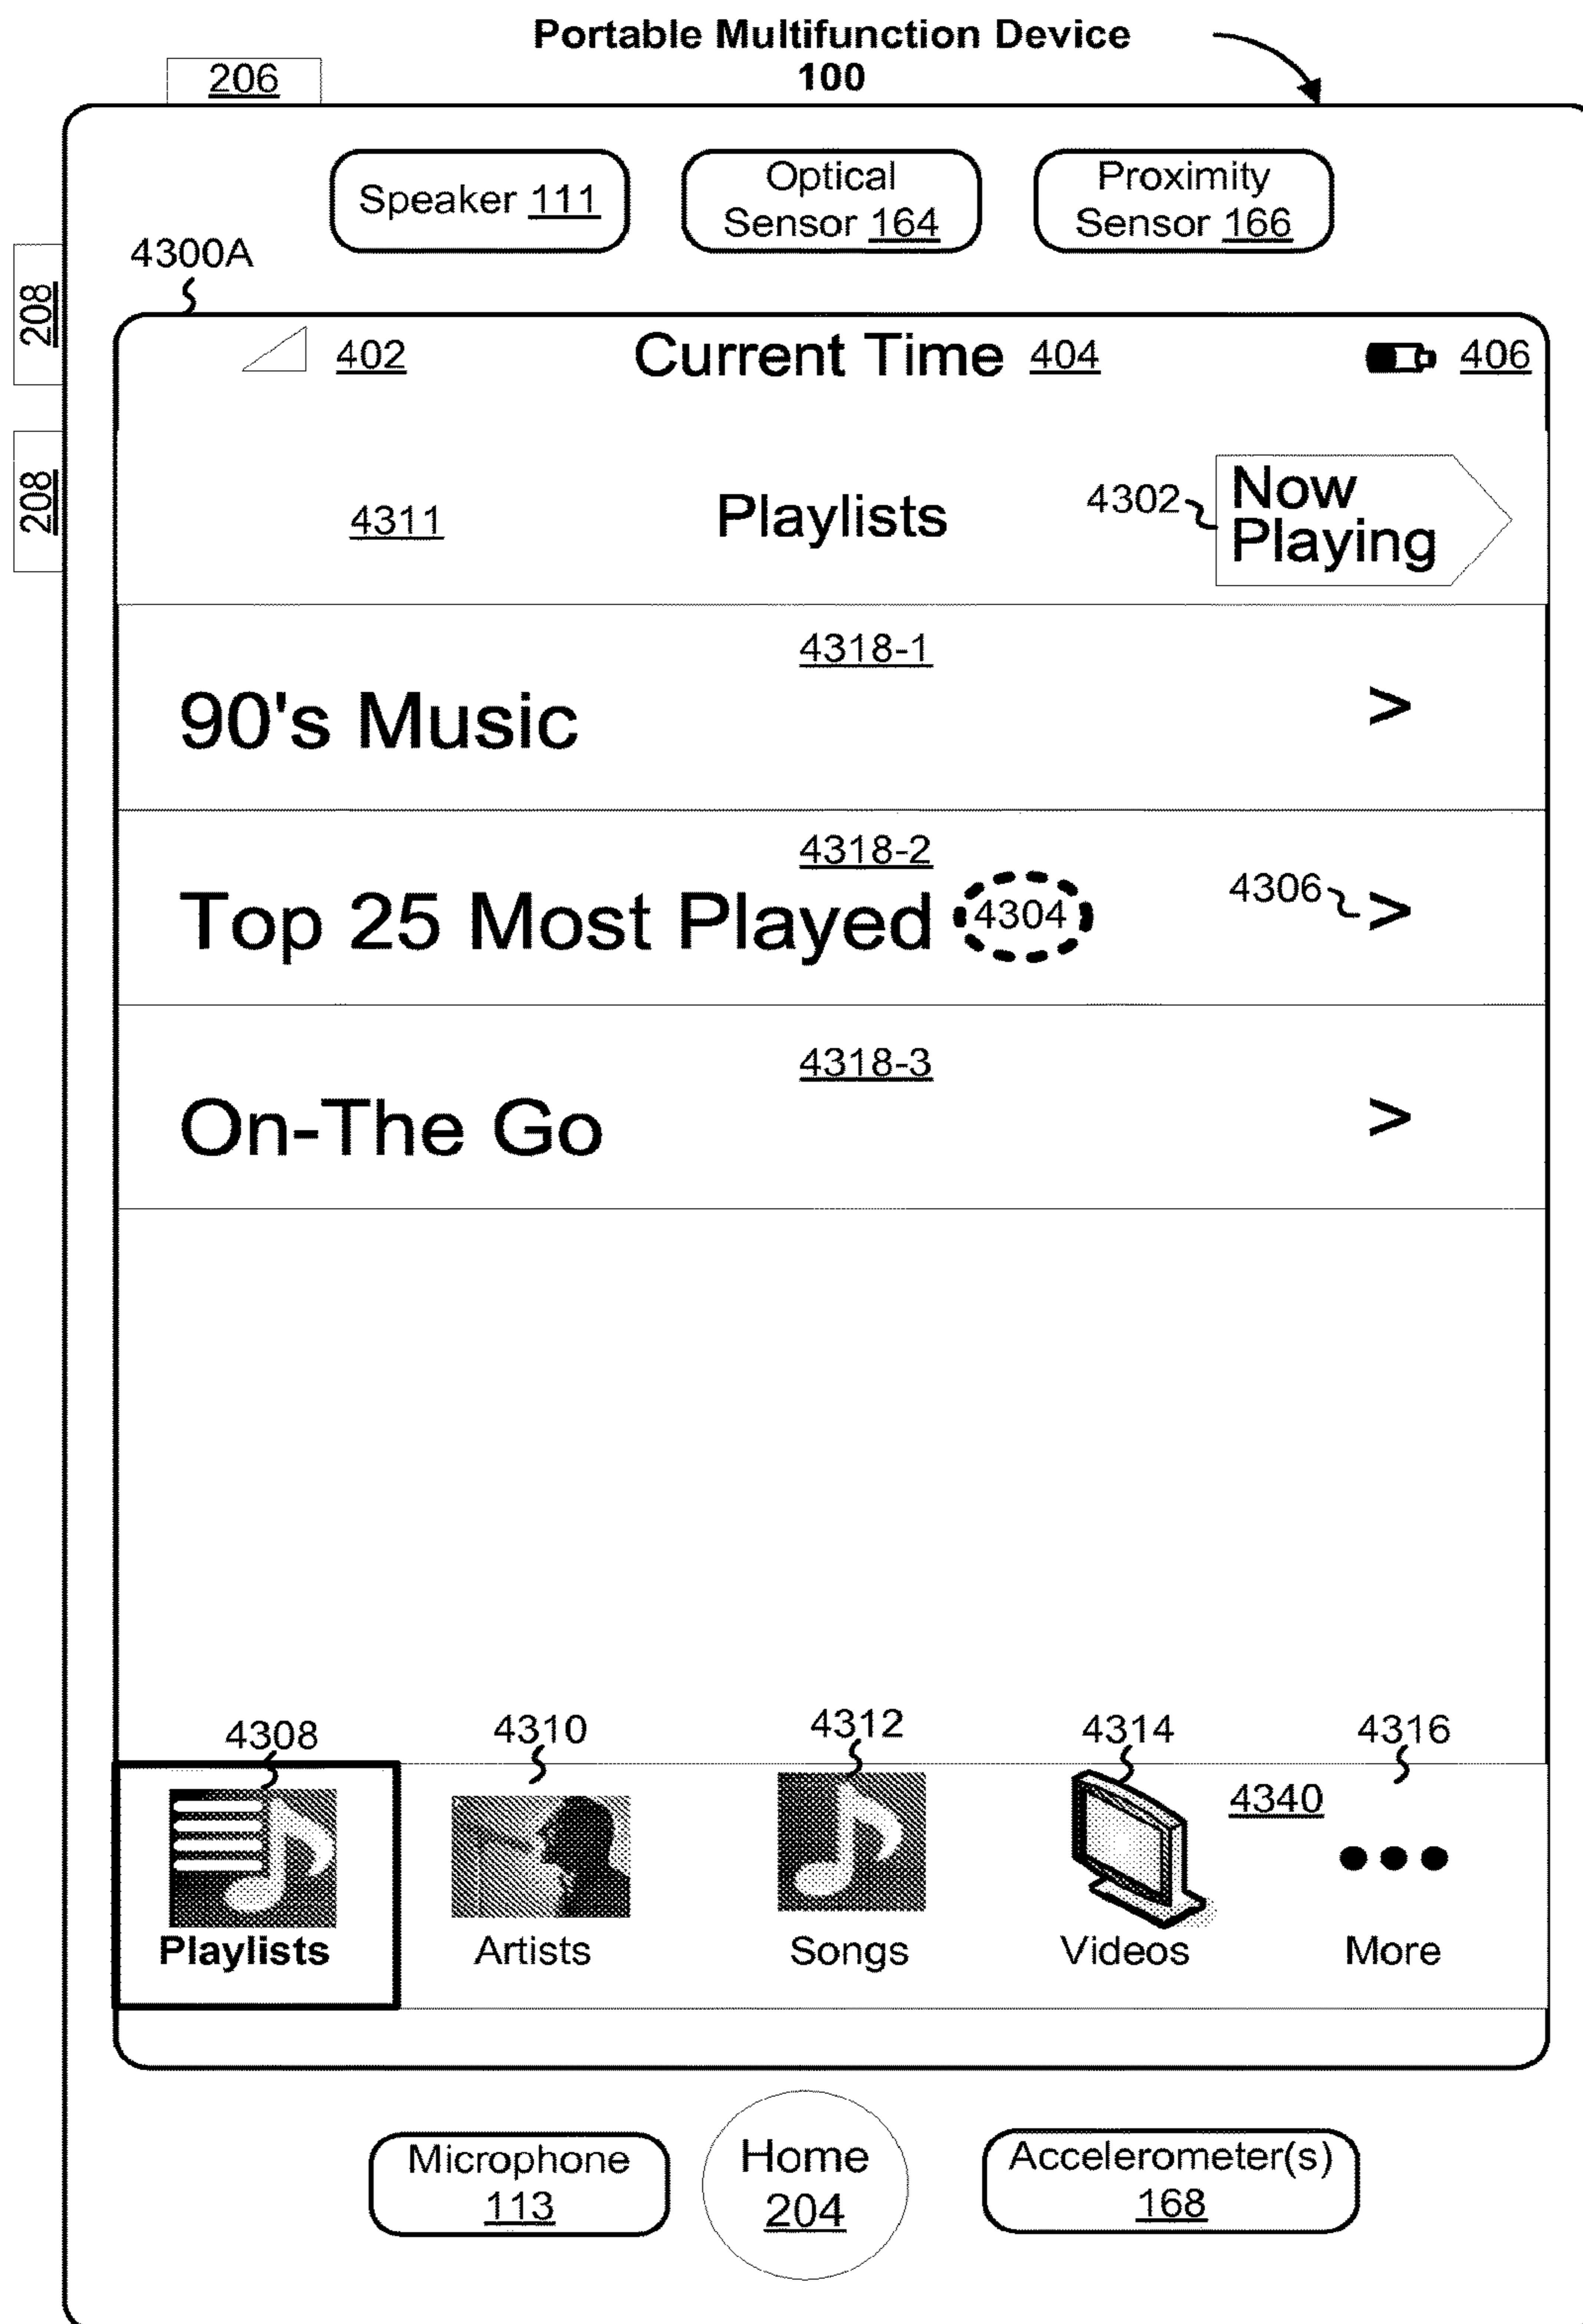 Portable Multifunction Device
100
206
Speaker 111
Optical
Sensor 164
Proximity
Sensor 166
4300A
208
208
402
Current Time 404
406
4311
Playlists
4302
Now
Playing
4318-1
90's Music
>
4318-2
Top 25 Most Played
4304
4306
>
4318-3
On-The Go
>
4308
4310
4312
4314
4316
4340
Playlists
Artists
Songs
Videos
More
Microphone
113
Home
204
Accelerometer(s)
168